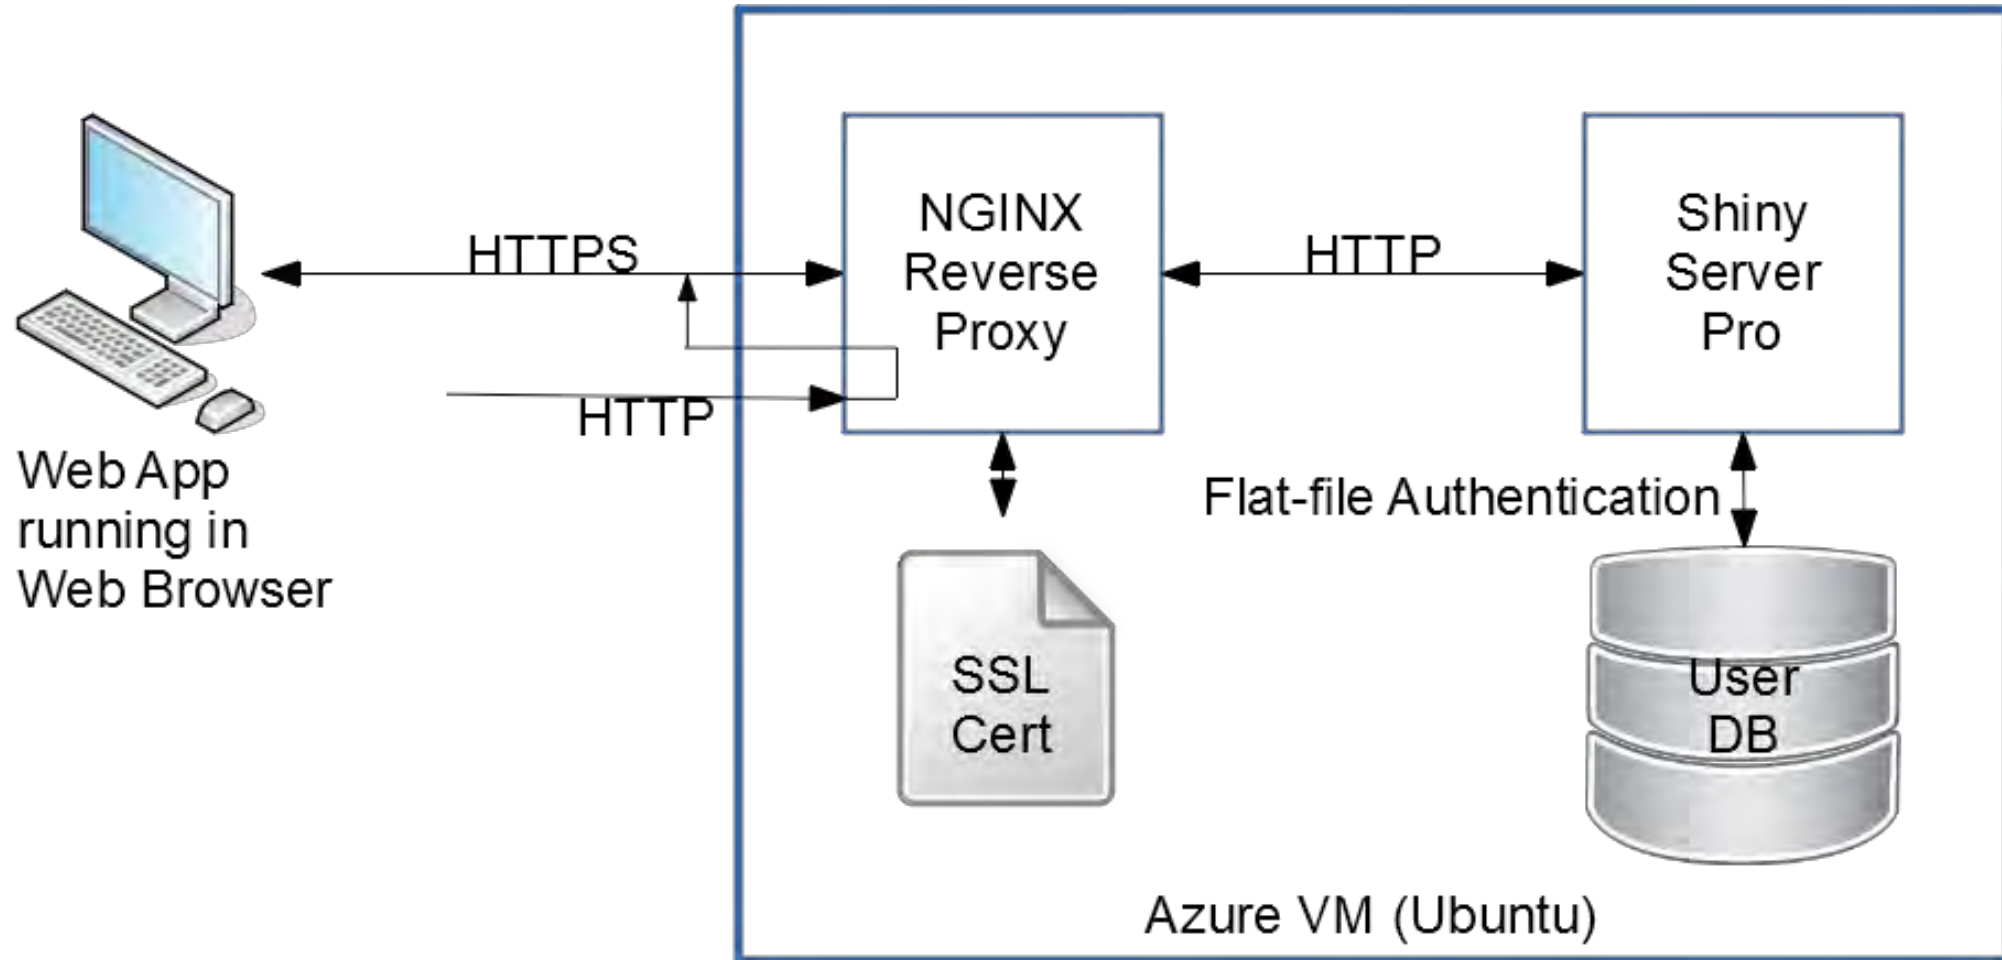 HTTPS
HTTP
Web App
running in
Web Browser
NGINX
Reverse
Proxy
HTTP
Shiny
Server
Pro
Flat-file Authentication
SSL
Cert
User
DB
Azure VM (Ubuntu)